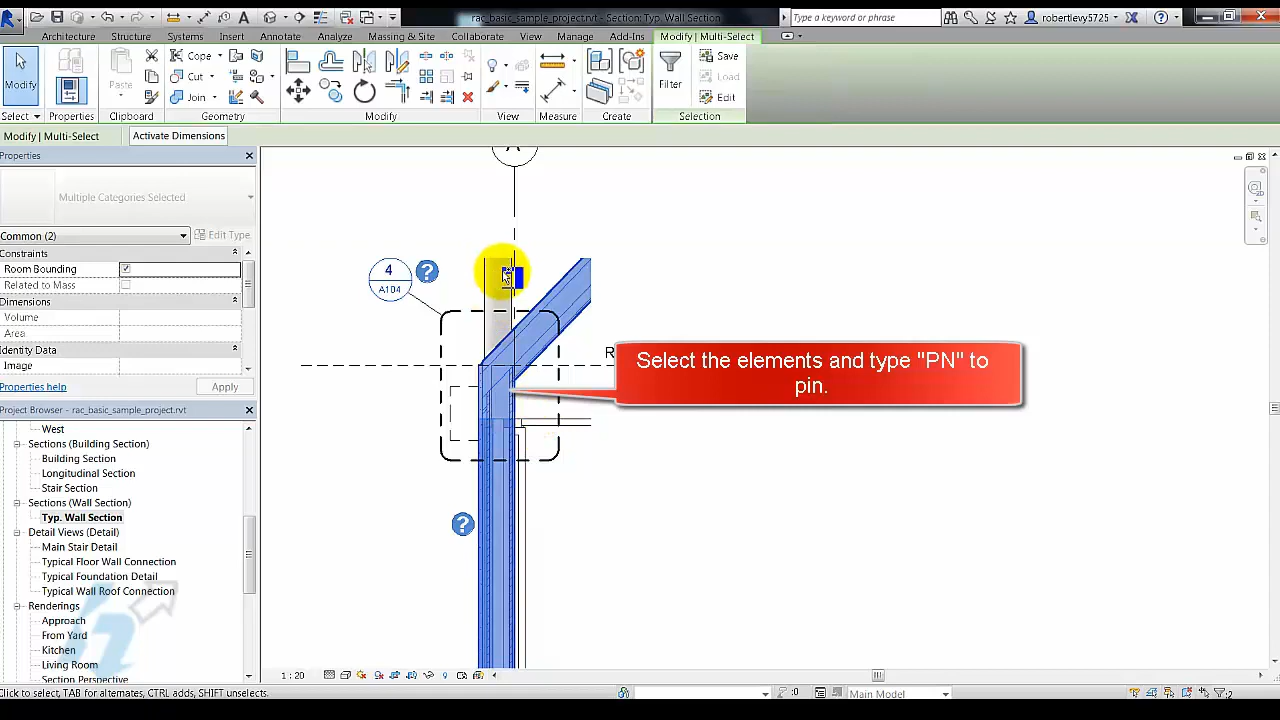 rac_basic_sample_project.rvt - Section: Typ. Wall Section
Type a keyword or phrase
robertlevy5725
Architecture Structure Systems Insert Annotate Analyze Massing & Site Collaborate View Manage Add-Ins Modify | Multi-Select
Modify
Paste
Cope
Cut
Join
Filter
Save
Load
Edit
Select Properties Clipboard Geometry Modify View Measure Create Selection
Modify | Multi-Select Activate Dimensions
Properties
Multiple Categories Selected
Common (2) Edit Type
Constraints
Room Bounding
Related to Mass
Dimensions
Volume
Area
Identity Data
Image
Properties help Apply
Project Browser - rac_basic_sample_project.rvt
West
Sections (Building Section)
Building Section
Longitudinal Section
Stair Section
Sections (Wall Section)
Typ. Wall Section
Detail Views (Detail)
Main Stair Detail
Typical Floor Wall Connection
Typical Foundation Detail
Typical Wall Roof Connection
Renderings
Approach
From Yard
Kitchen
Living Room
Section Perspective
4
A104
?
?
A
R
Select the elements and type "PN" to
pin.
1 : 20
Click to select, TAB for alternates, CTRL adds, SHIFT unselects.
:0
Main Model
:2